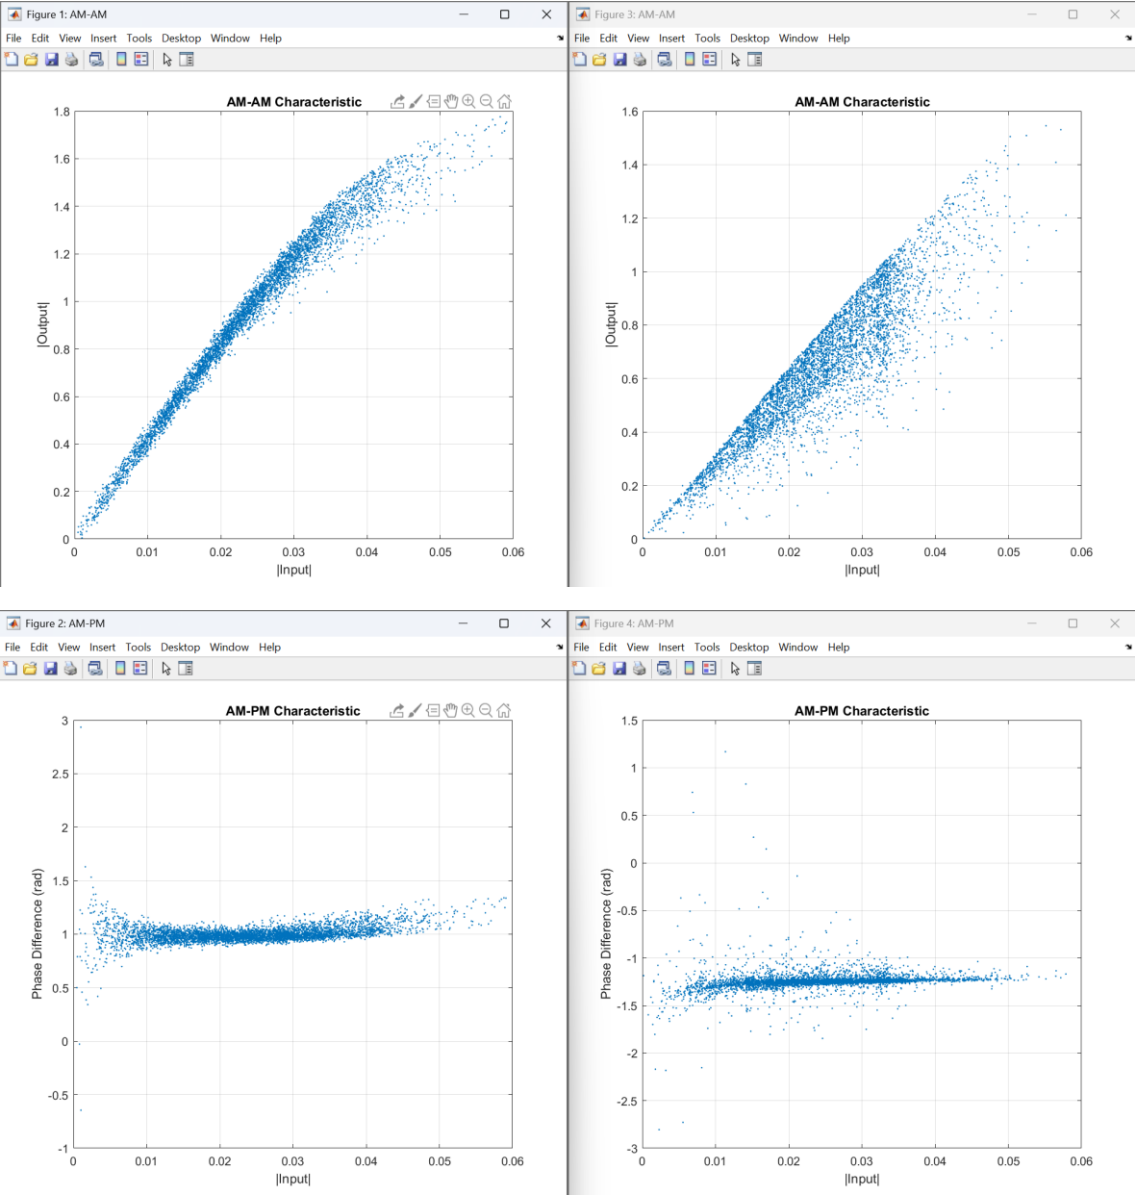 Figure 1: AM-AM
File Edit View Insert Tools Desktop Window Help
AM-AM Characteristic
1.8
1.6
1.4
1.2
1
0.8
0.6
0.4
0.2
0
|Output|
0 0.01 0.02 0.03 0.04 0.05 0.06
|Input|
Figure 3: AM-AM
File Edit View Insert Tools Desktop Window Help
AM-AM Characteristic
1.6
1.4
1.2
1
0.8
0.6
0.4
0.2
0
|Output|
0 0.01 0.02 0.03 0.04 0.05 0.06
|Input|
Figure 2: AM-PM
File Edit View Insert Tools Desktop Window Help
AM-PM Characteristic
3
2.5
2
1.5
1
0.5
0
-0.5
-1
Phase Difference (rad)
0 0.01 0.02 0.03 0.04 0.05 0.06
|Input|
Figure 4: AM-PM
File Edit View Insert Tools Desktop Window Help
AM-PM Characteristic
1.5
1
0.5
0
-0.5
-1
-1.5
-2
-2.5
-3
Phase Difference (rad)
0 0.01 0.02 0.03 0.04 0.05 0.06
|Input|